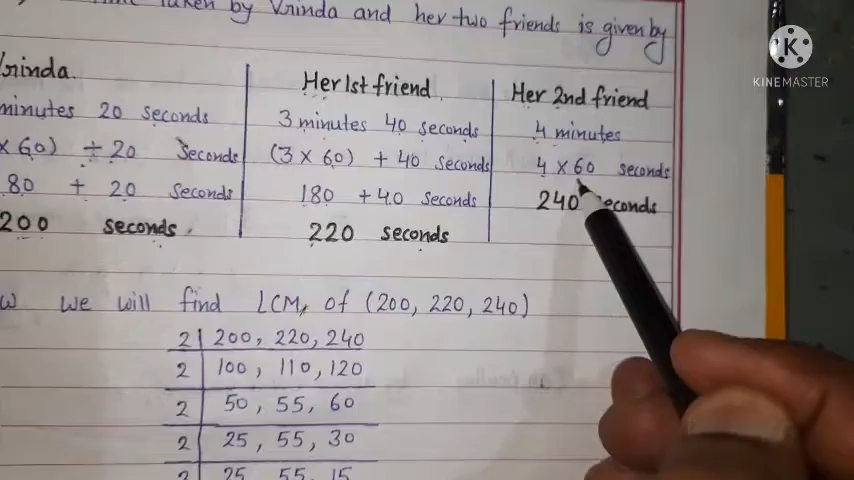 taken by Vrinda and her two friends is given by
Vrinda.
minutes 20 seconds
× 60) + 20 seconds
80 + 20 seconds
200 seconds.
Her 1st friend
3 minutes 40 seconds
(3 × 60) + 40 seconds
180 + 40 seconds
220 seconds
Her 2nd friend
4 minutes
4 × 60 seconds
240 seconds
w we will find LCM, of (200, 220, 240)
2 | 200, 220, 240
2 | 100, 110, 120
2 | 50, 55, 60
2 | 25, 55, 30
2 | 25 55 15
K
KINEMASTER